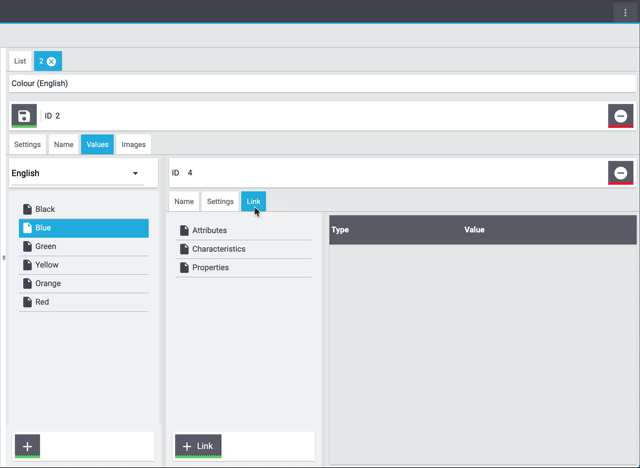 List
2
Colour (English)
ID 2
Settings
Name
Values
Images
English
ID 4
Black
Blue
Green
Yellow
Orange
Red
Name
Settings
Link
Attributes
Characteristics
Properties
Type
Value
+ Link